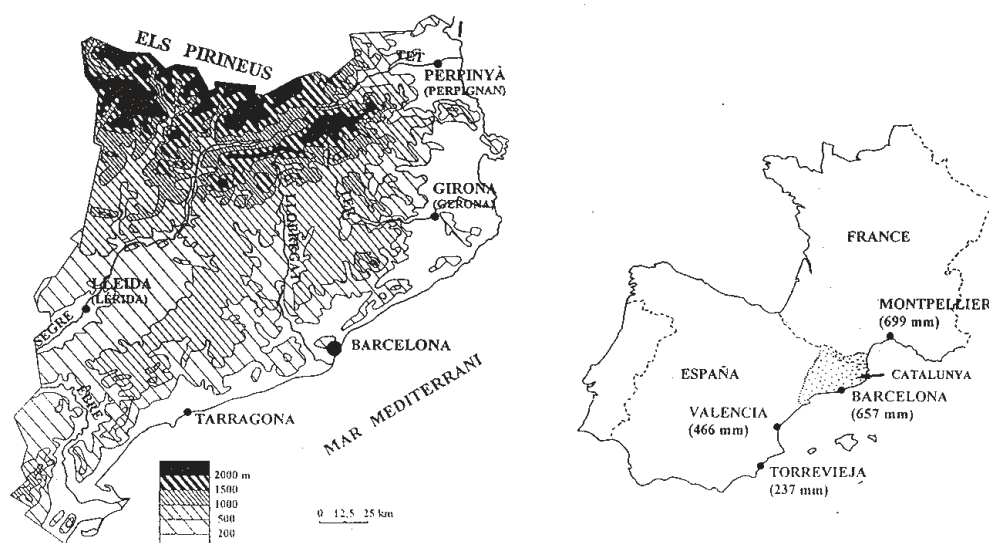 ELS PIRINEUS
TET
PERPINYÀ
(PERPIGNAN)
GIRONA
(GERONA)
TER
LLOBREGAT
LLEIDA
(LÉRIDA)
SEGRE
BARCELONA
EBRE
TARRAGONA
MAR MEDITERRANI
2000 m
1500
1000
500
200
0 12,5 25 km
FRANCE
MONTPELLIER
(699 mm)
CATALUNYA
ESPAÑA
BARCELONA
(657 mm)
VALENCIA
(466 mm)
TORREVIEJA
(237 mm)